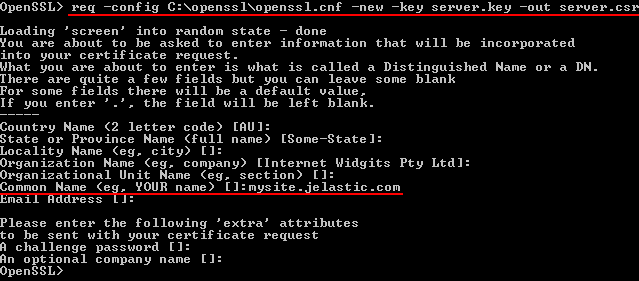 OpenSSL> req -config C:\openssl\openssl.cnf -new -key server.key -out server.csr
Loading 'screen' into random state - done
You are about to be asked to enter information that will be incorporated
into your certificate request.
What you are about to enter is what is called a Distinguished Name or a DN.
There are quite a few fields but you can leave some blank
For some fields there will be a default value,
If you enter '.', the field will be left blank.
-----
Country Name (2 letter code) [AU]:
State or Province Name (full name) [Some-State]:
Locality Name (eg, city) []:
Organization Name (eg, company) [Internet Widgits Pty Ltd]:
Organizational Unit Name (eg, section) []:
Common Name (eg, YOUR name) []:mysite.jelastic.com
Email Address []:
Please enter the following 'extra' attributes
to be sent with your certificate request
A challenge password []:
An optional company name []:
OpenSSL>